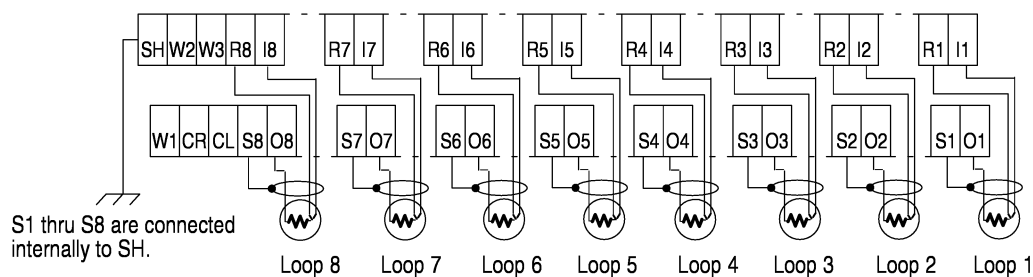 SH W2 W3 R8 I8 R7 I7 R6 I6 R5 I5 R4 I4 R3 I3 R2 I2 R1 I1
W1 CR CL S8 O8 S7 O7 S6 O6 S5 O5 S4 O4 S3 O3 S2 O2 S1 O1
S1 thru S8 are connected
internally to SH.
Loop 8 Loop 7 Loop 6 Loop 5 Loop 4 Loop 3 Loop 2 Loop 1